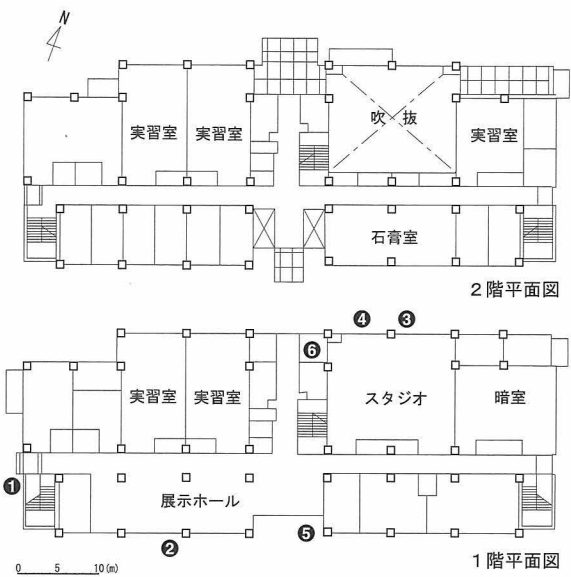 N
実習室
実習室
吹抜
実習室
石膏室
2階平面図
❹
❸
❻
実習室
実習室
スタジオ
暗室
❶
展示ホール
❷
❺
0 5 10(m)
1階平面図